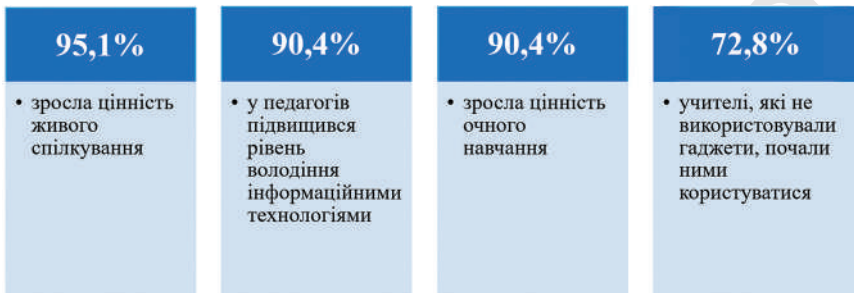 95,1%
• зросла цінність
живого
спілкування
90,4%
• у педагогів
підвищився
рівень
володіння
інформаційними
технологіями
90,4%
• зросла цінність
очного
навчання
72,8%
• учителі, які не
використовували
гаджети, почали
ними
користуватися